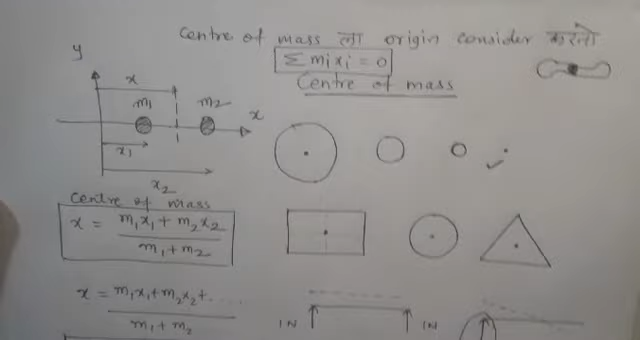 Centre of mass ला origin consider करतो
Σ mixi = 0
Centre of mass
y
x
m1
m2
x
x1
x2
Centre of mass
x = m1x1 + m2x2
m1 + m2
x = m1x1 + m2x2 + ....
m1 + m2
1N
1N